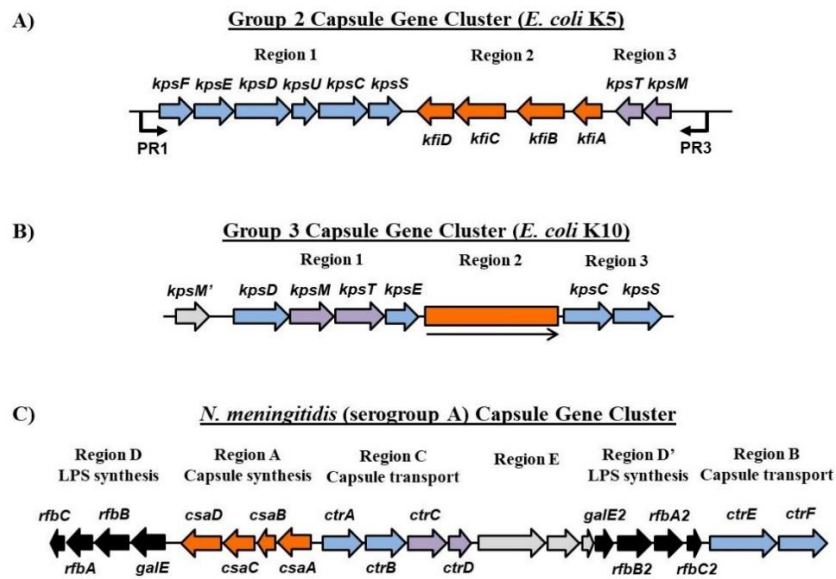 A)
Group 2 Capsule Gene Cluster (E. coli K5)
Region 1 Region 2 Region 3
kpsF kpsE kpsD kpsU kpsC kpsS kpsT kpsM
kfiD kfiC kfiB kfiA
PR1 PR3
B)
Group 3 Capsule Gene Cluster (E. coli K10)
Region 1 Region 2 Region 3
kpsM' kpsD kpsM kpsT kpsE kpsC kpsS
C)
N. meningitidis (serogroup A) Capsule Gene Cluster
Region D Region A Region C Region E Region D' Region B
LPS synthesis Capsule synthesis Capsule transport LPS synthesis Capsule transport
rfbC rfbB csaD csaB ctrA ctrC galE2 rfbA2 ctrE ctrF
rfbA galE csaC csaA ctrB ctrD rfbB2 rfbC2